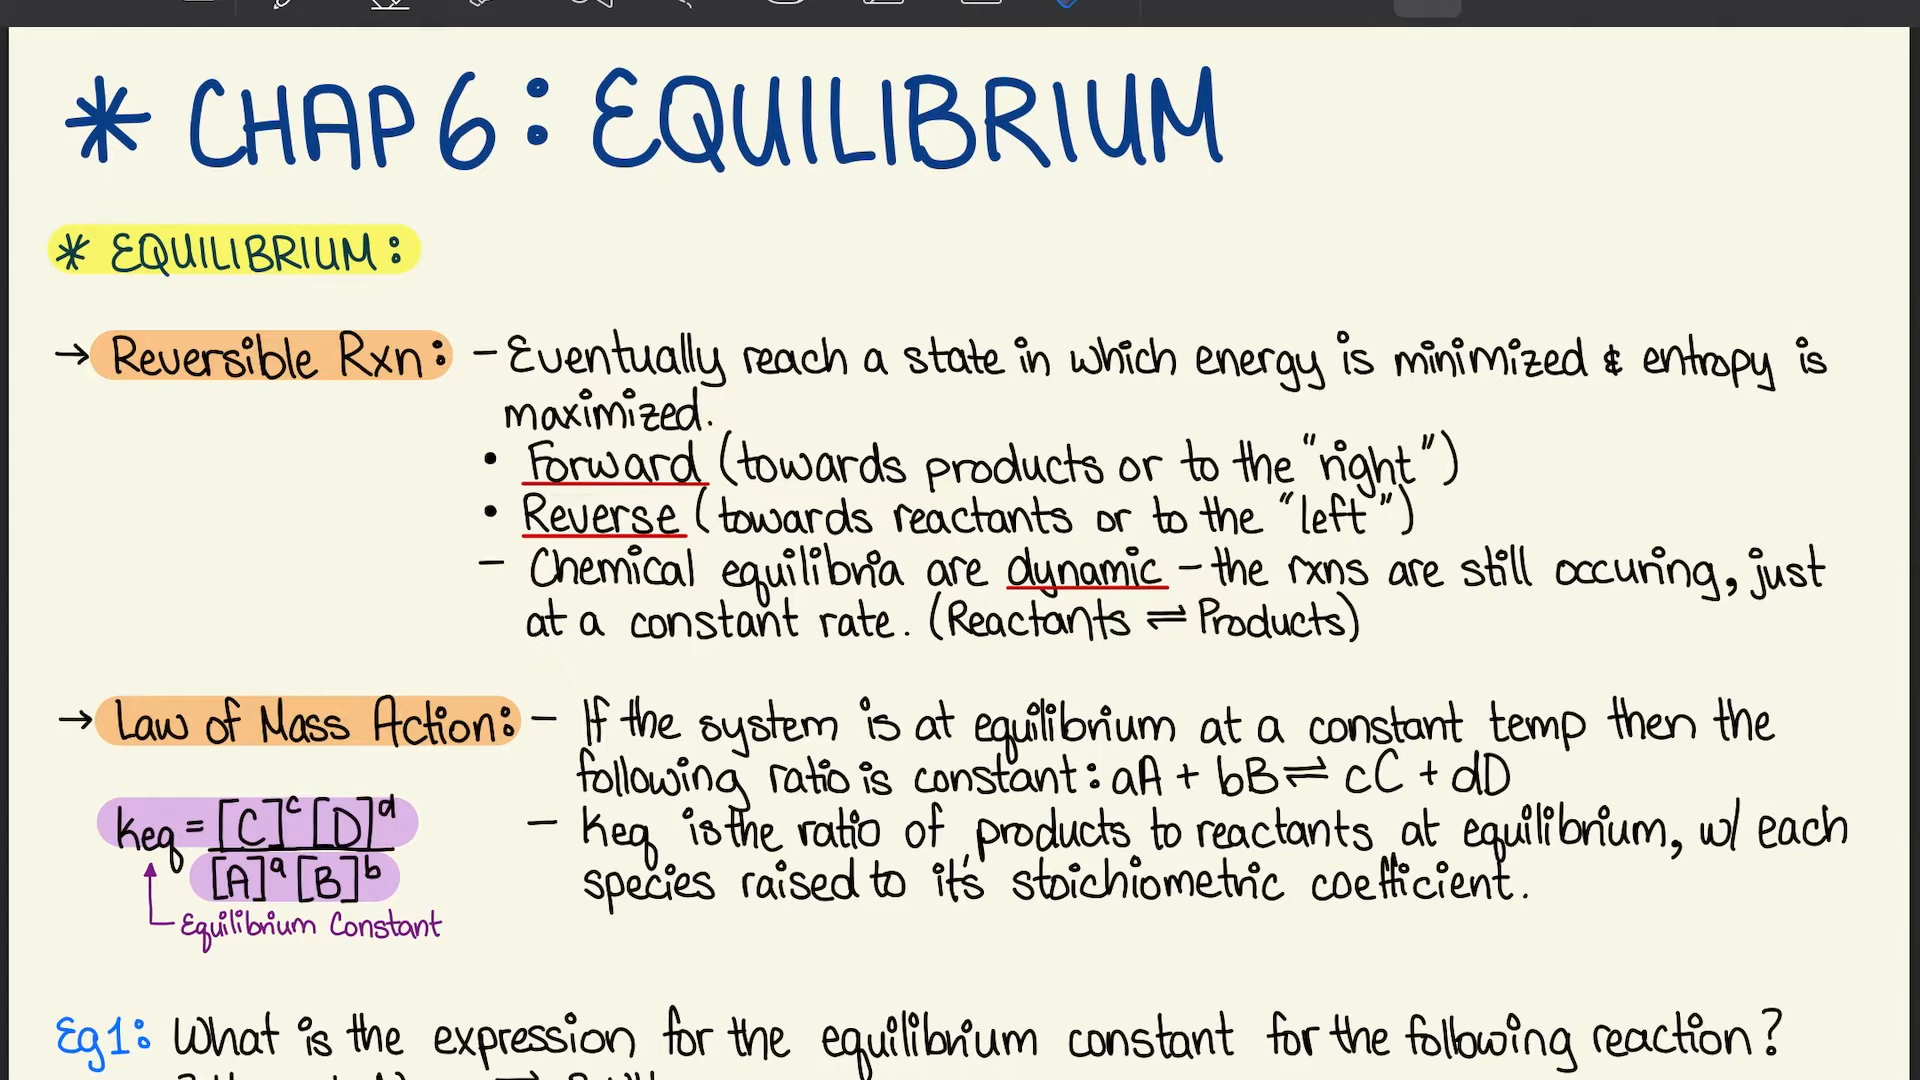 * CHAP 6: EQUILIBRIUM
* EQUILIBRIUM:
→ Reversible Rxn: - Eventually reach a state in which energy is minimized & entropy is
maximized.
• Forward (towards products or to the "right")
• Reverse (towards reactants or to the "left")
- Chemical equilibria are dynamic - the rxns are still occuring, just
at a constant rate. (Reactants ⇌ Products)
→ Law of Mass Action: - If the system is at equilibrium at a constant temp then the
following ratio is constant: aA + bB ⇌ cC + dD
Keq = [C]^c [D]^d
[A]^a [B]^b
Equilibrium Constant
- Keq is the ratio of products to reactants at equilibrium, w/ each
species raised to it's stoichiometric coefficient.
Eg1: What is the expression for the equilibrium constant for the following reaction?